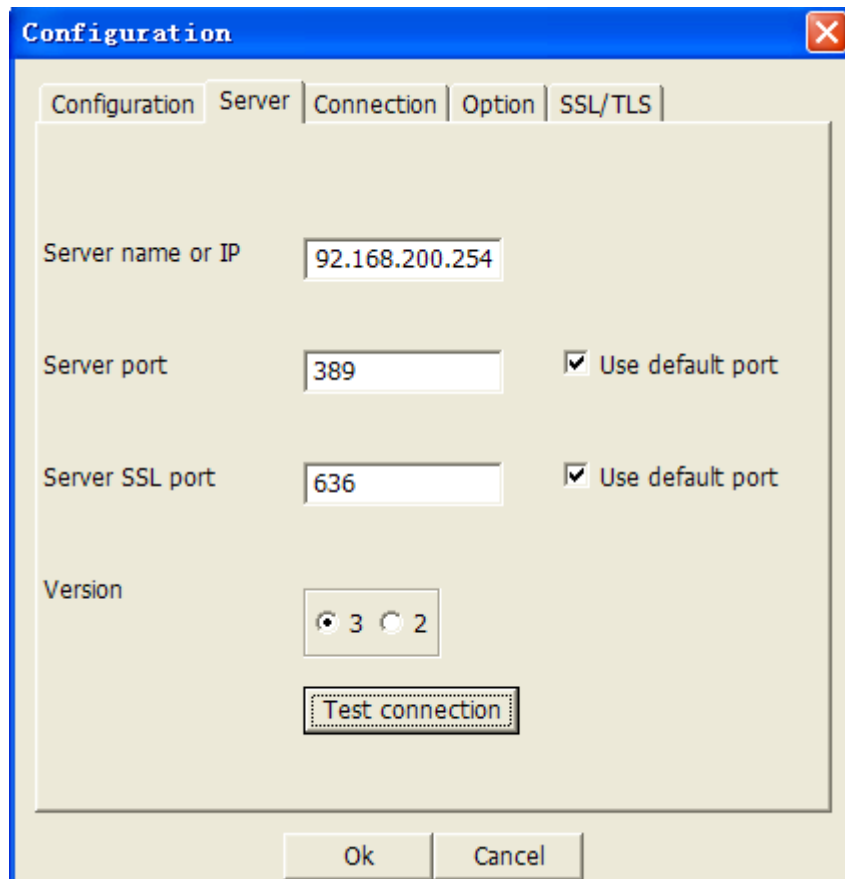 Configuration
Configuration Server Connection Option SSL/TLS
Server name or IP 92.168.200.254
Server port 389 Use default port
Server SSL port 636 Use default port
Version 3 2
Test connection
Ok Cancel